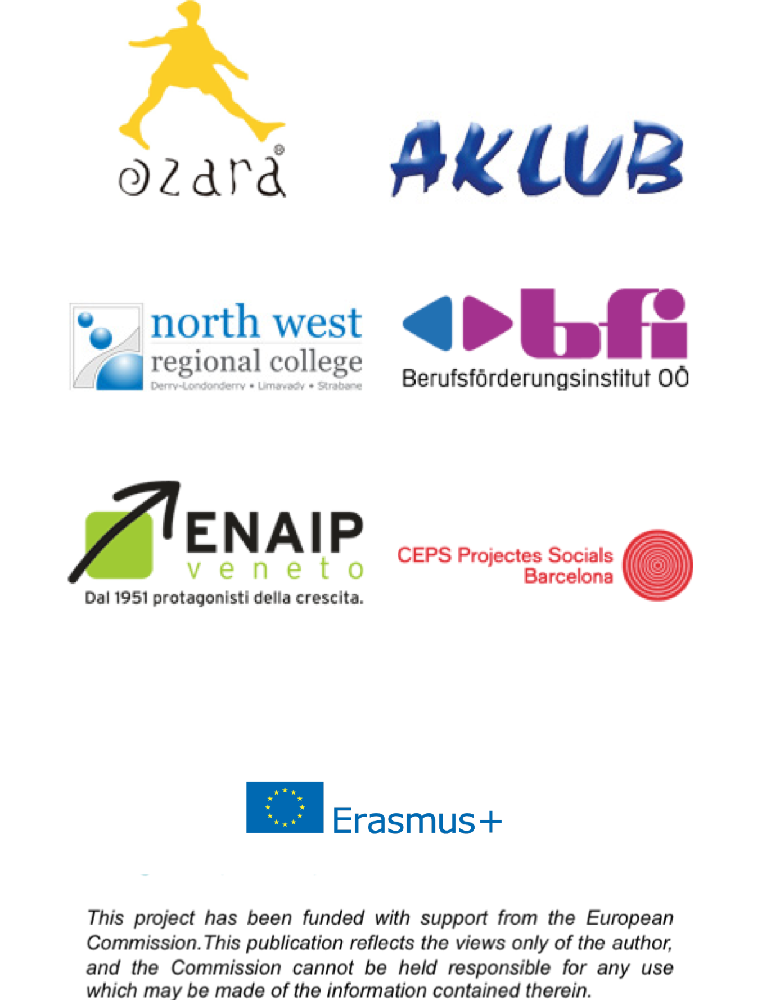 ozara®
AKLUB
north west
regional college
Derry-Londonderry • Limavady • Strabane
bfi
Berufsförderungsinstitut OÖ
ENAIP
veneto
Dal 1951 protagonisti della crescita.
CEPS Projectes Socials
Barcelona
Erasmus+
This project has been funded with support from the European
Commission.This publication reflects the views only of the author,
and the Commission cannot be held responsible for any use
which may be made of the information contained therein.